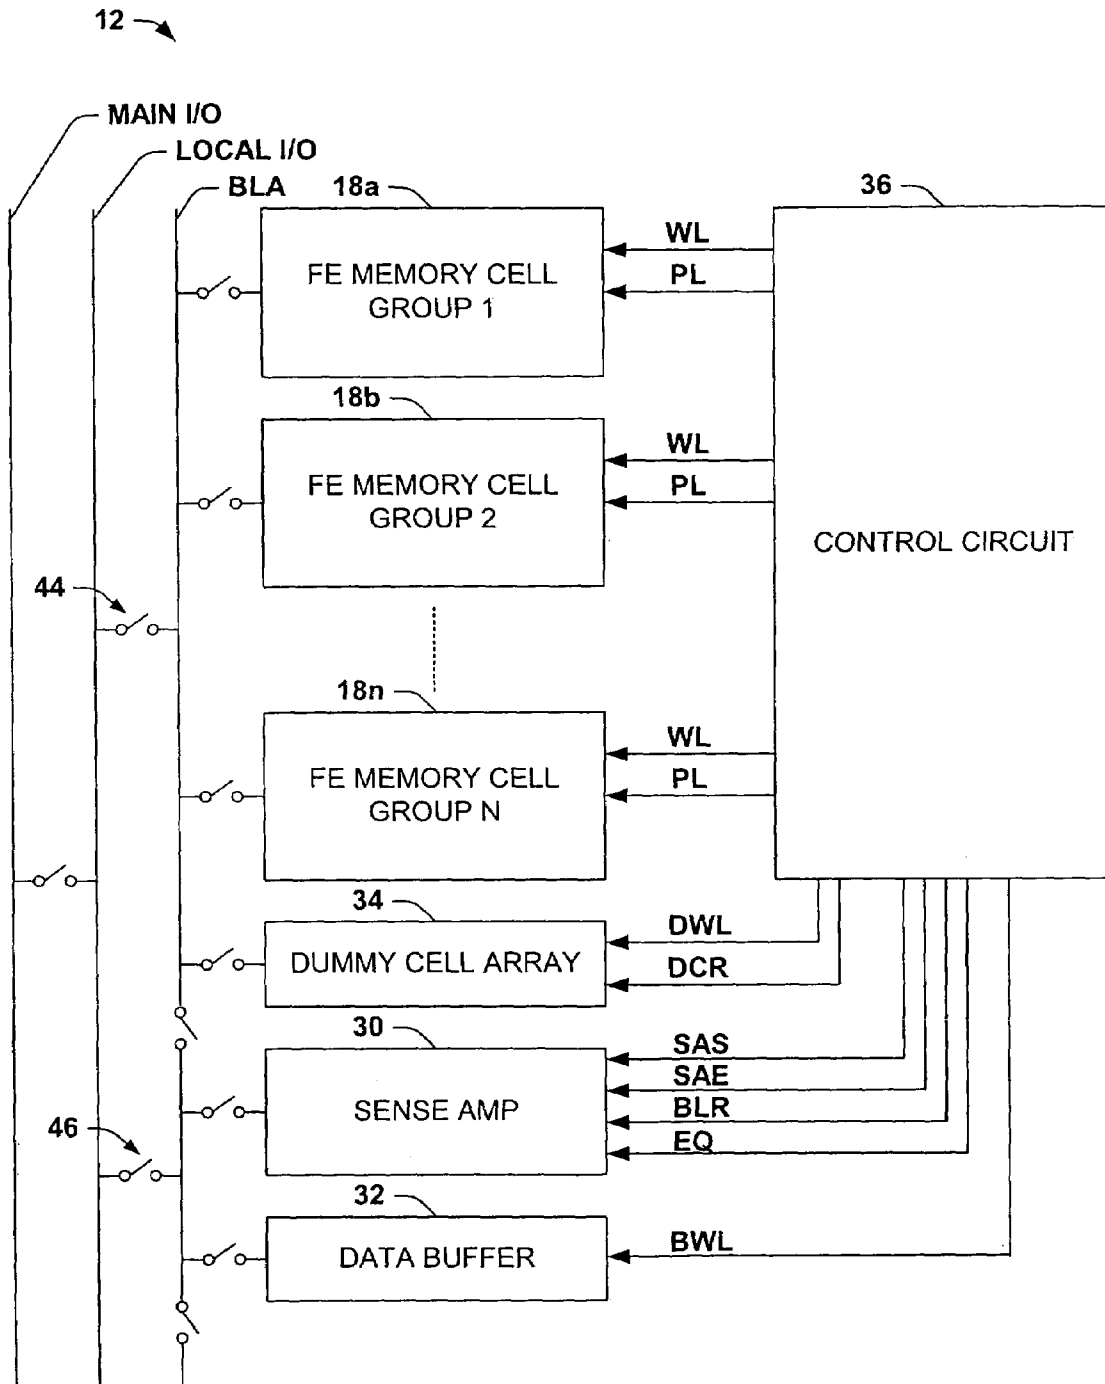 12
MAIN I/O
LOCAL I/O
BLA
18a
36
FE MEMORY CELL
GROUP 1
WL
PL
18b
FE MEMORY CELL
GROUP 2
WL
PL
CONTROL CIRCUIT
44
18n
FE MEMORY CELL
GROUP N
WL
PL
34
DUMMY CELL ARRAY
DWL
DCR
30
SENSE AMP
SAS
SAE
BLR
EQ
46
32
DATA BUFFER
BWL